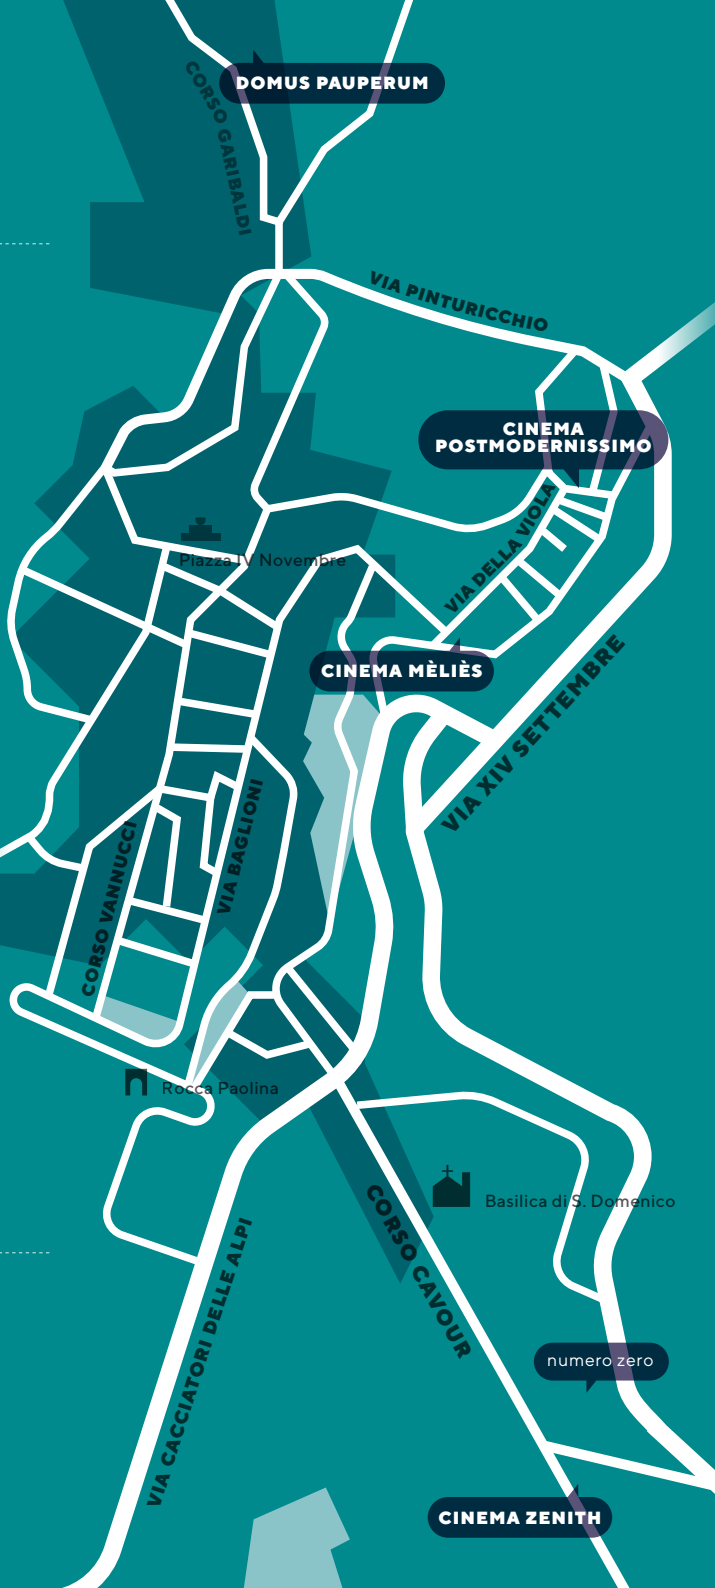 DOMUS PAUPERUM
CORSO GARIBALDI
VIA PINTURICCHIO
CINEMA
POSTMODERNISSIMO
VIA DELLA VIOLA
Piazza IV Novembre
CINEMA MÈLIÈS
VIA XIV SETTEMBRE
VIA BAGLIONI
CORSO VANNUCCI
Rocca Paolina
Basilica di S. Domenico
CORSO CAVOUR
VIA CACCIATORI DELLE ALPI
numero zero
CINEMA ZENITH